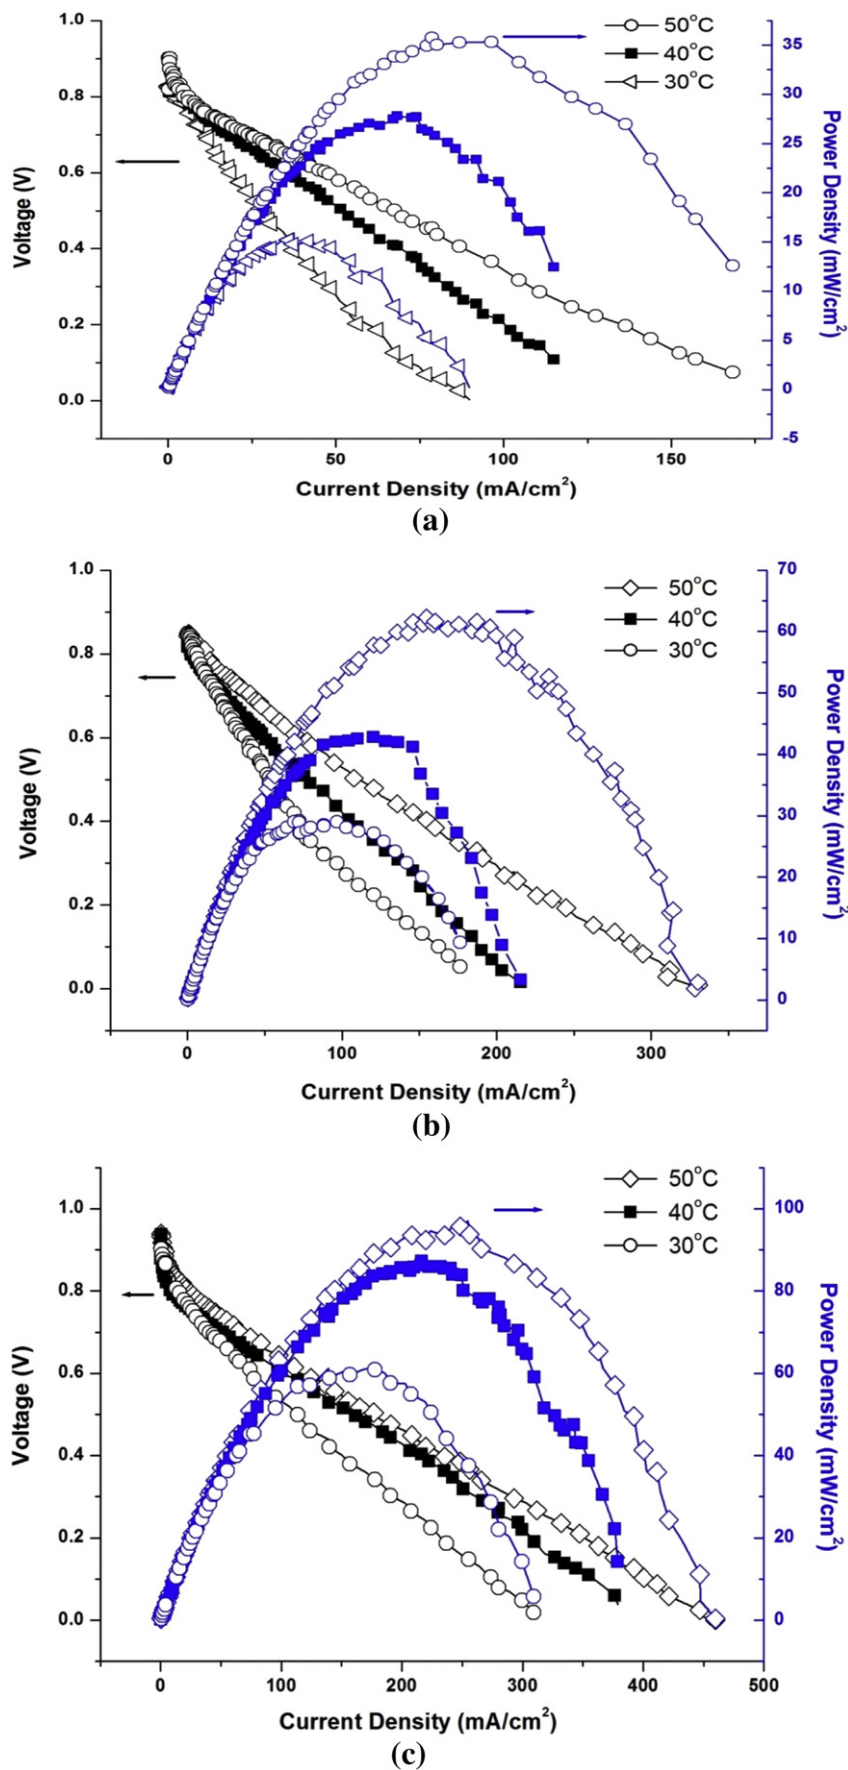 1.0
0.8
0.6
0.4
0.2
0.0
Voltage (V)
50°C
40°C
30°C
35
30
25
20
15
10
5
0
-5
Power Density (mW/cm²)
0 50 100 150
Current Density (mA/cm²)
(a)
1.0
0.8
0.6
0.4
0.2
0.0
Voltage (V)
50°C
40°C
30°C
70
60
50
40
30
20
10
0
Power Density (mW/cm²)
0 100 200 300
Current Density (mA/cm²)
(b)
1.0
0.8
0.6
0.4
0.2
0.0
Voltage (V)
50°C
40°C
30°C
100
80
60
40
20
0
Power Density (mW/cm²)
0 100 200 300 400 500
Current Density (mA/cm²)
(c)